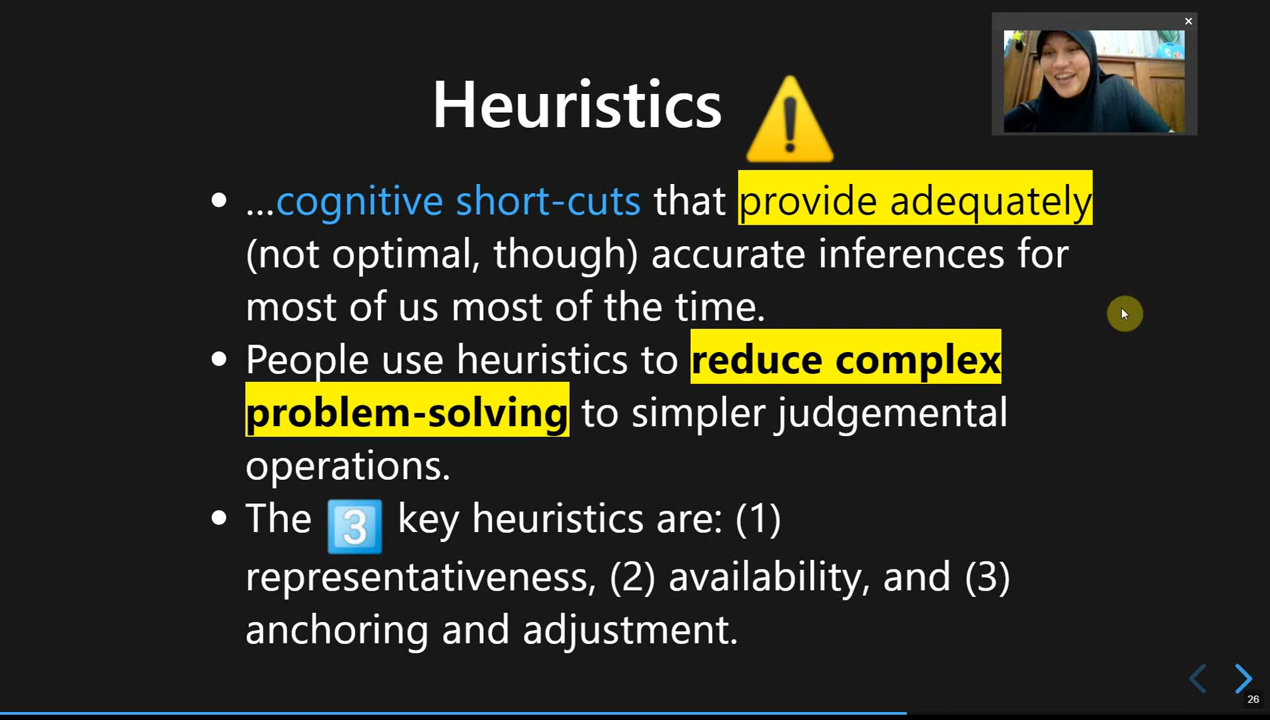 Heuristics ⚠️
• ...cognitive short-cuts that provide adequately
(not optimal, though) accurate inferences for
most of us most of the time.
• People use heuristics to reduce complex
problem-solving to simpler judgemental
operations.
• The 3️⃣ key heuristics are: (1)
representativeness, (2) availability, and (3)
anchoring and adjustment.
26